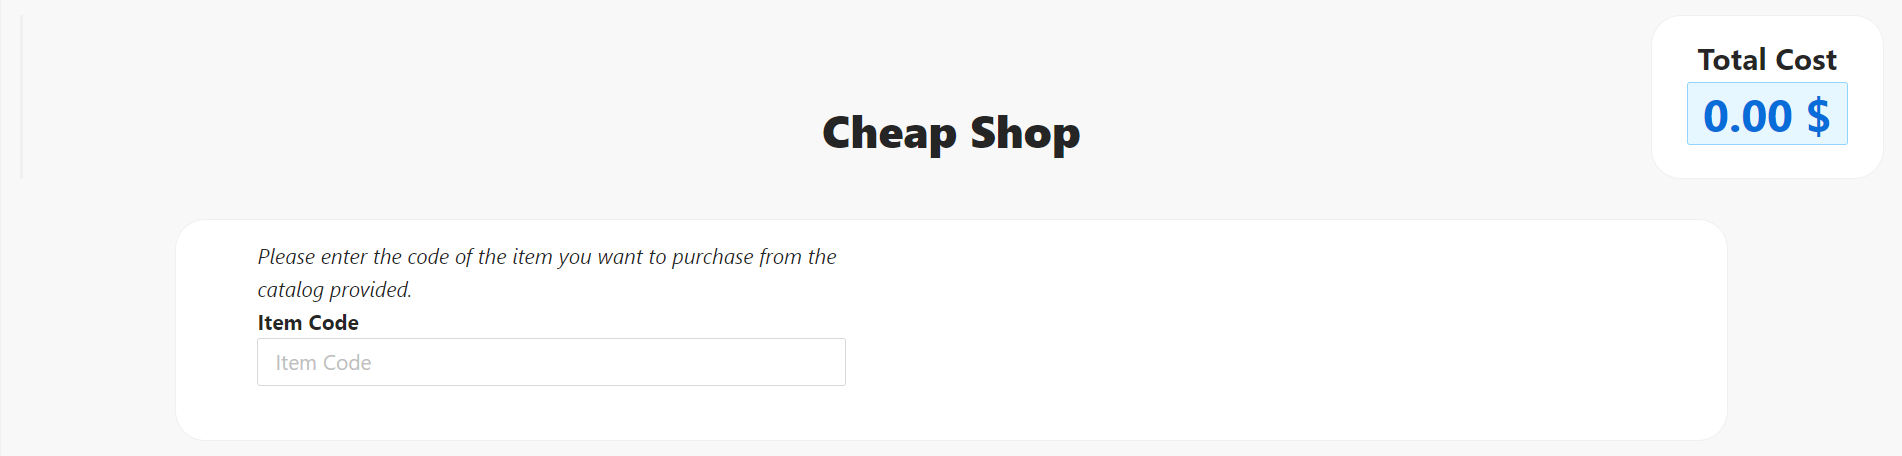 Total Cost
0.00 $
Cheap Shop
Please enter the code of the item you want to purchase from the
catalog provided.
Item Code
Item Code